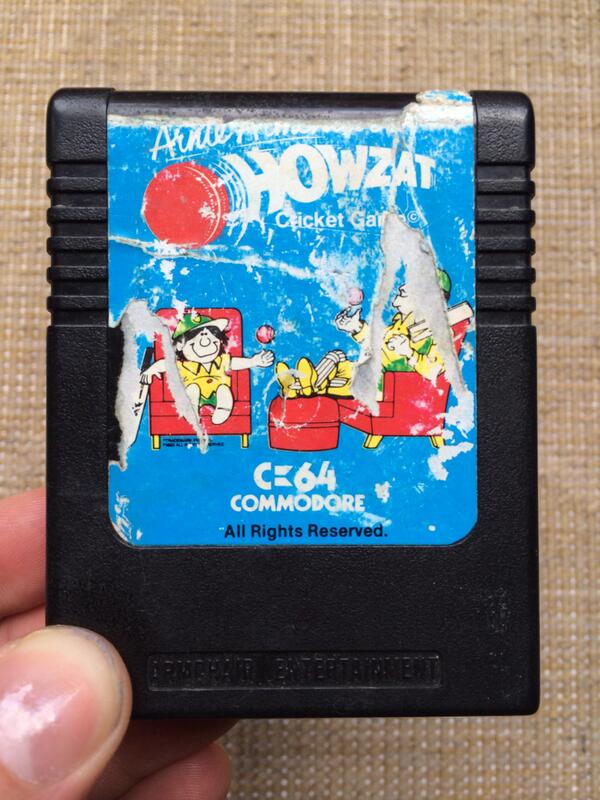 HOWZAT
Cricket Game©
C=64
COMMODORE
All Rights Reserved.
ARMCHAIR ENTERTAINMENT